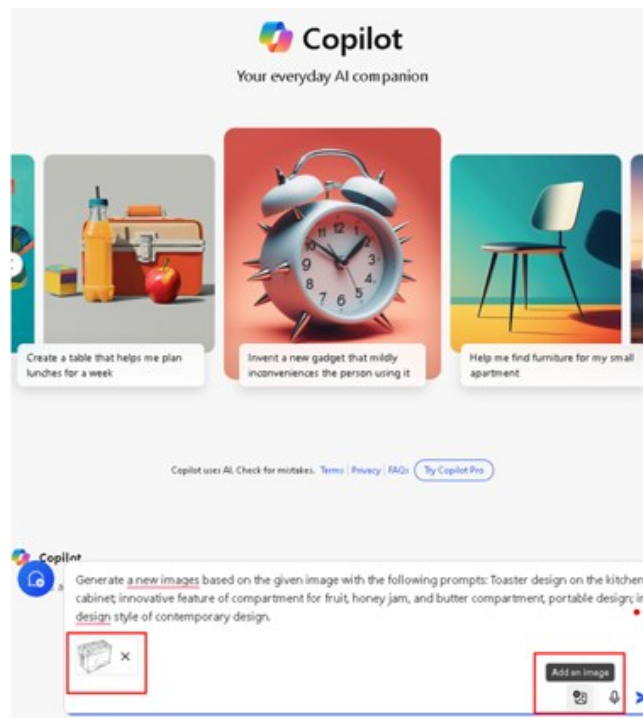 Copilot
Your everyday AI companion
Create a table that helps me plan
lunches for a week
Invent a new gadget that mildly
inconveniences the person using it
Help me find furniture for my small
apartment
Copilot uses AI. Check for mistakes. Terms Privacy FAQs Try Copilot Pro
Copilot
Generate a new images based on the given image with the following prompts: Toaster design on the kitchen
cabinet; innovative feature of compartment for fruit, honey jam, and butter compartment, portable design;
design style of contemporary design.
Add an image